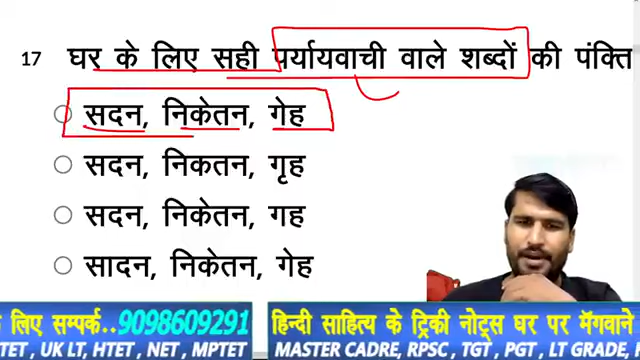 17 घर के लिए सही पर्यायवाची वाले शब्दों की पंक्ति
सदन, निकेतन, गेह
सदन, निकतन, गृह
सदन, निकेतन, गह
सादन, निकेतन, गेह
के लिए सम्पर्क..9098609291 हिन्दी साहित्य के ट्रिकी नोट्स घर पर मॅगवाने
TET, UK LT, HTET , NET , MPTET MASTER CADRE, RPSC , TGT , PGT , LT GRADE ,